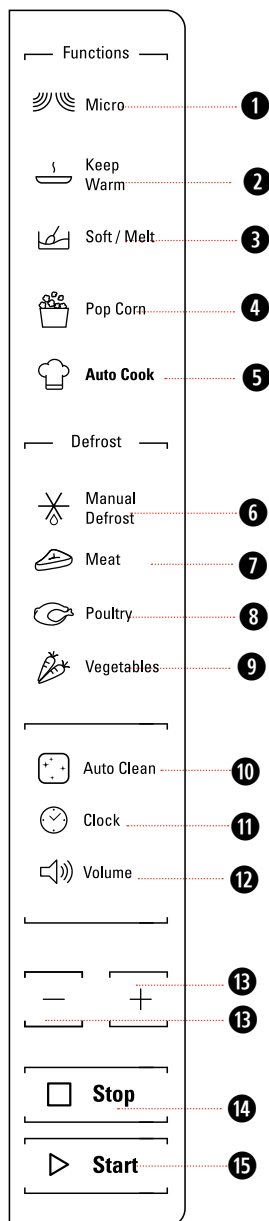 Functions
Micro 1
Keep
Warm 2
Soft / Melt 3
Pop Corn 4
Auto Cook 5
Defrost
Manual
Defrost 6
Meat 7
Poultry 8
Vegetables 9
Auto Clean 10
Clock 11
Volume 12
13
− + 13
Stop 14
Start 15